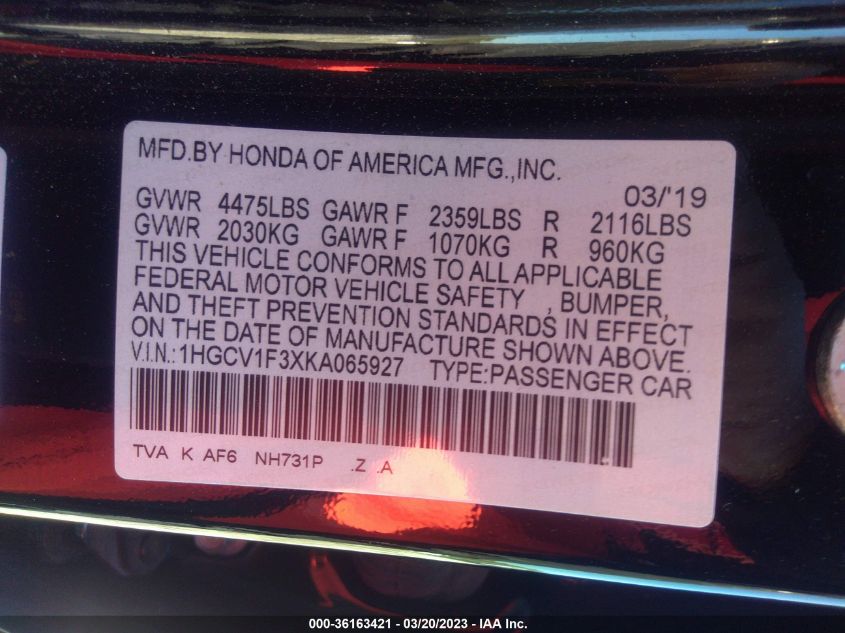 MFD.BY HONDA OF AMERICA MFG.,INC.
03/'19
GVWR 4475LBS GAWR F 2359LBS R 2116LBS
GVWR 2030KG GAWR F 1070KG R 960KG
THIS VEHICLE CONFORMS TO ALL APPLICABLE
FEDERAL MOTOR VEHICLE SAFETY , BUMPER,
AND THEFT PREVENTION STANDARDS IN EFFECT
ON THE DATE OF MANUFACTURE SHOWN ABOVE.
V.I.N.:1HGCV1F3XKA065927 TYPE:PASSENGER CAR
TVA K AF6 NH731P .Z .A
000-36163421 - 03/20/2023 - IAA Inc.